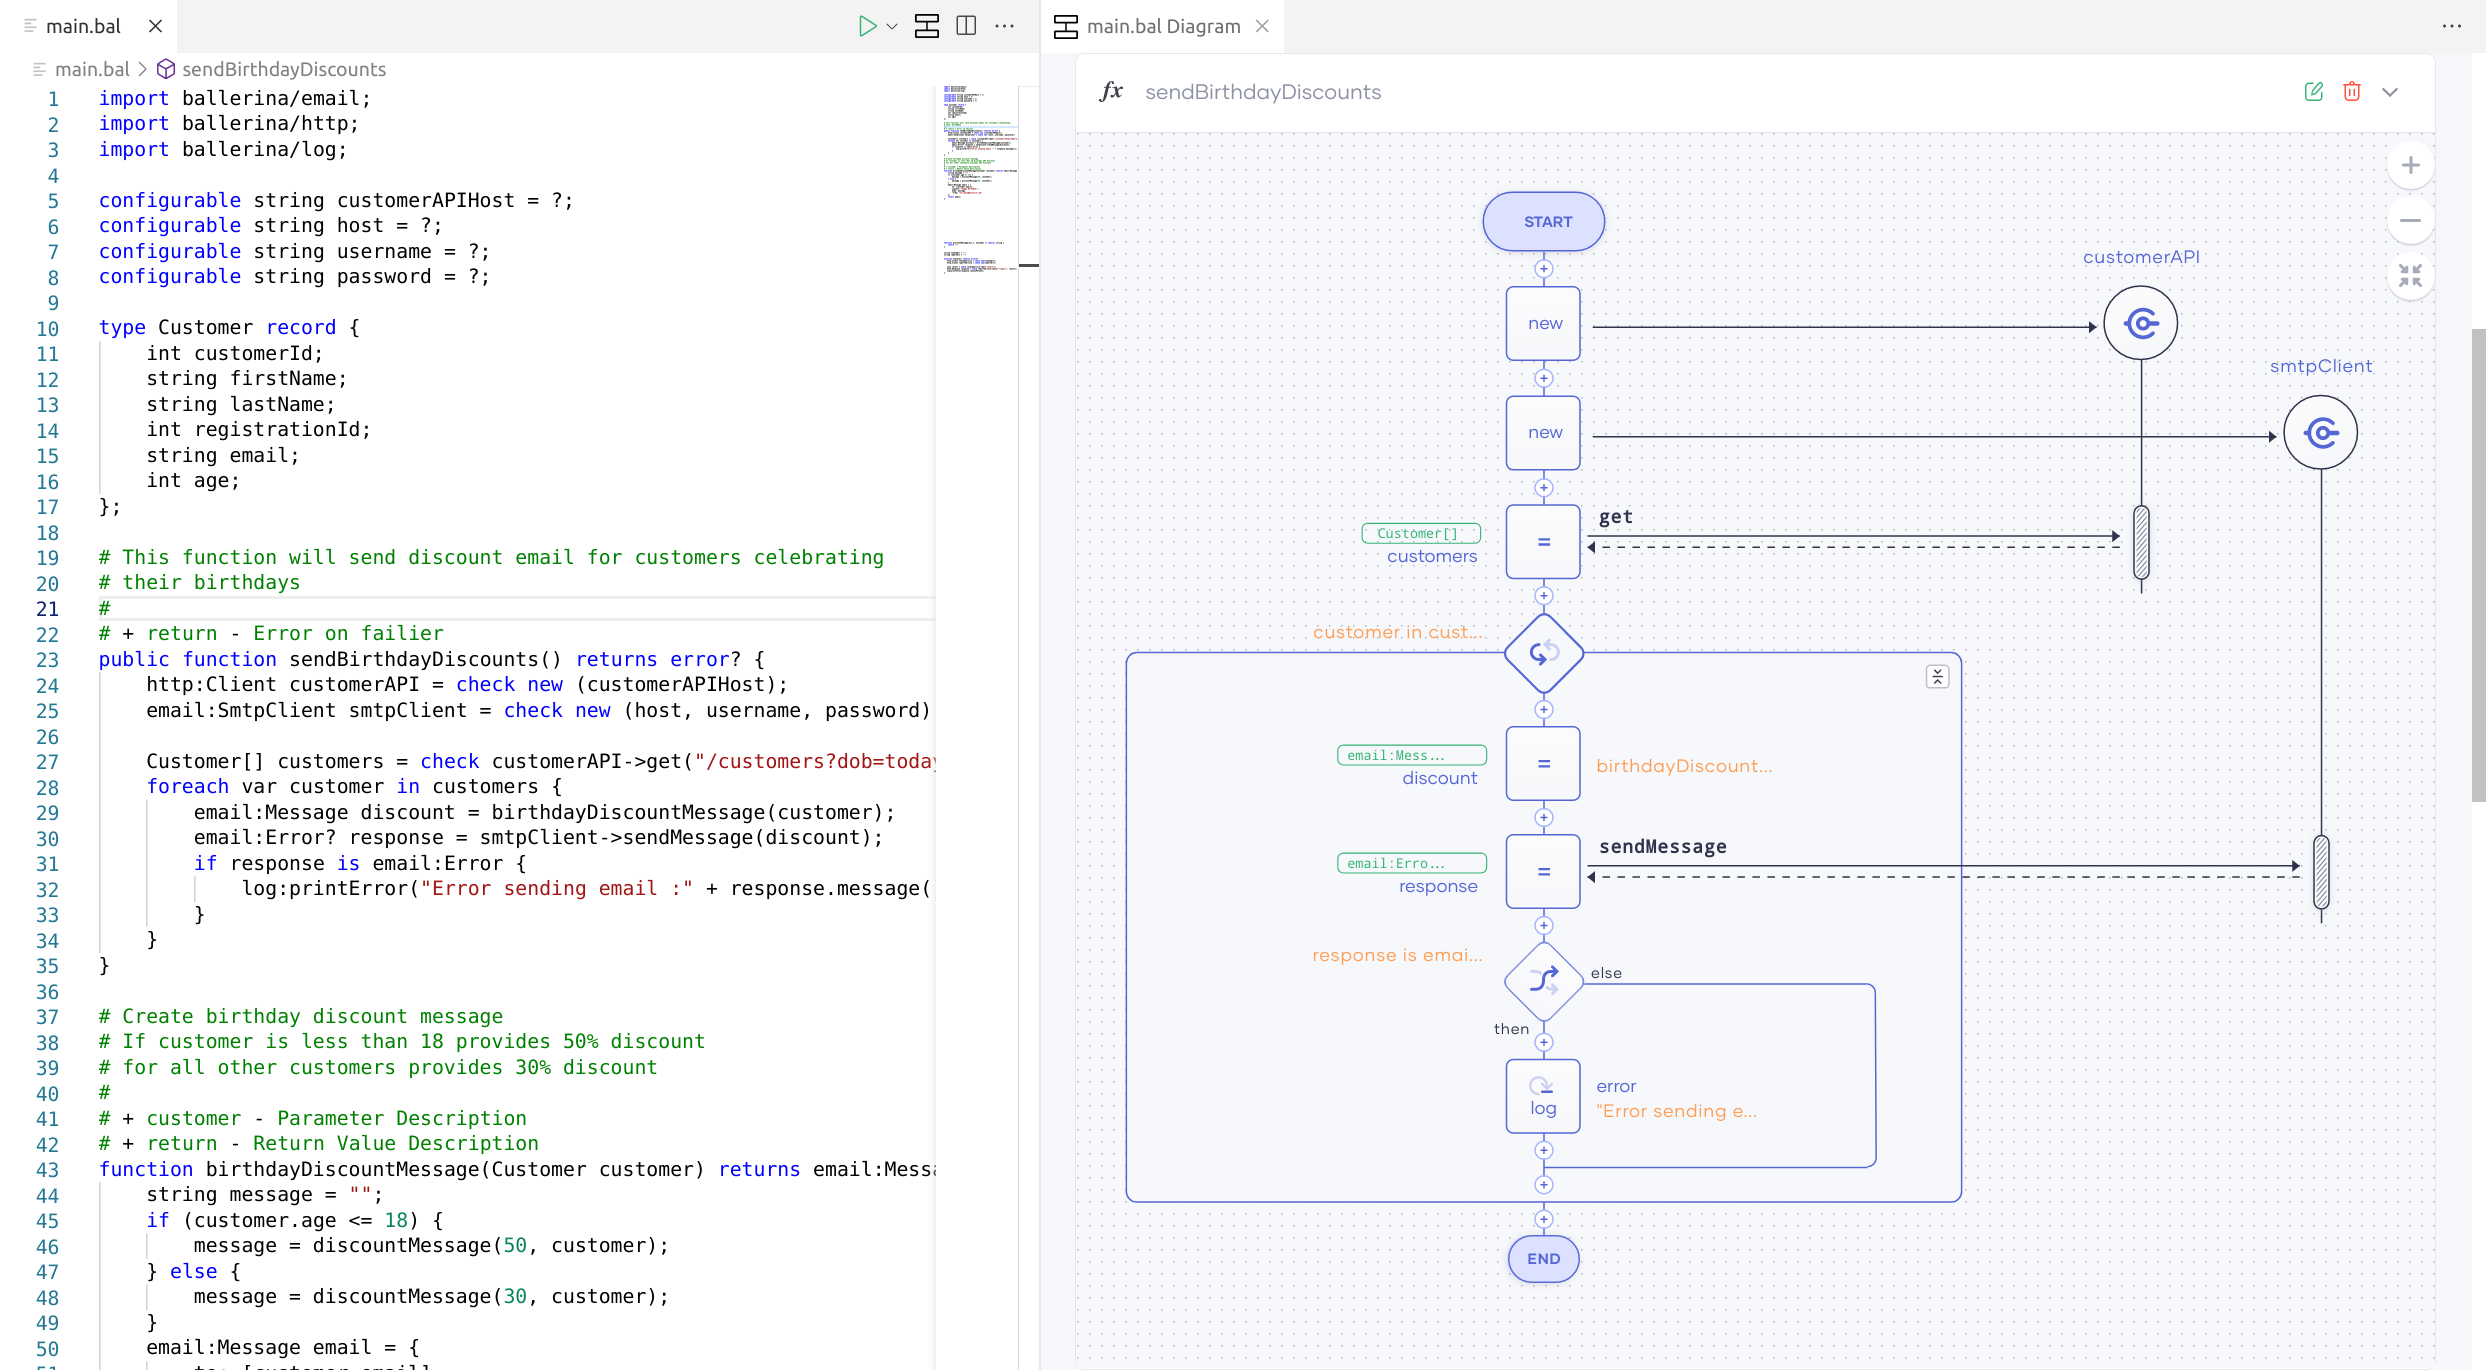 main.bal
main.bal > sendBirthdayDiscounts
1 import ballerina/email;
2 import ballerina/http;
3 import ballerina/log;
4
5 configurable string customerAPIHost = ?;
6 configurable string host = ?;
7 configurable string username = ?;
8 configurable string password = ?;
9
10 type Customer record {
11 int customerId;
12 string firstName;
13 string lastName;
14 int registrationId;
15 string email;
16 int age;
17 };
18
19 # This function will send discount email for customers celebrating
20 # their birthdays
21 #
22 # + return - Error on failier
23 public function sendBirthdayDiscounts() returns error? {
24 http:Client customerAPI = check new (customerAPIHost);
25 email:SmtpClient smtpClient = check new (host, username, password)
26
27 Customer[] customers = check customerAPI->get("/customers?dob=today
28 foreach var customer in customers {
29 email:Message discount = birthdayDiscountMessage(customer);
30 email:Error? response = smtpClient->sendMessage(discount);
31 if response is email:Error {
32 log:printError("Error sending email :" + response.message(
33 }
34 }
35 }
36
37 # Create birthday discount message
38 # If customer is less than 18 provides 50% discount
39 # for all other customers provides 30% discount
40 #
41 # + customer - Parameter Description
42 # + return - Return Value Description
43 function birthdayDiscountMessage(Customer customer) returns email:Messa
44 string message = "";
45 if (customer.age <= 18) {
46 message = discountMessage(50, customer);
47 } else {
48 message = discountMessage(30, customer);
49 }
50 email:Message email = {
main.bal Diagram
fx sendBirthdayDiscounts
START
customerAPI
new
smtpClient
new
get
Customer[]
customers
=
customer in cust...
email:Mess...
discount
=
birthdayDiscount...
sendMessage
email:Erro...
response
=
response is emai...
else
then
log
error
"Error sending e...
END